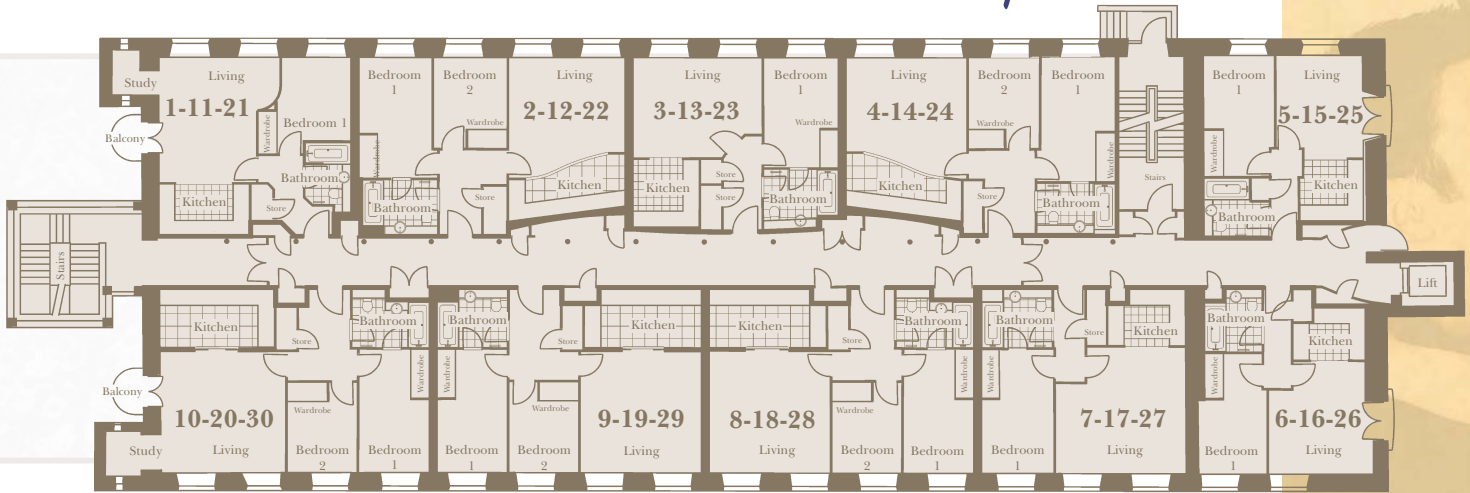 Study
Living
1-11-21
Balcony
Wardrobe
Bedroom 1
Bathroom
Kitchen
Store
Bedroom
1
Wardrobe
Bathroom
Bedroom
2
Wardrobe
Store
Living
2-12-22
Kitchen
Living
3-13-23
Kitchen
Store
Store
Bedroom
1
Wardrobe
Bathroom
Living
4-14-24
Kitchen
Bedroom
2
Wardrobe
Store
Bedroom
1
Wardrobe
Bathroom
Stairs
Bedroom
1
Wardrobe
Bathroom
Living
5-15-25
Kitchen
Stairs
Lift
Kitchen
Store
Bathroom
Balcony
10-20-30
Study
Living
Wardrobe
Bedroom
2
Wardrobe
Bedroom
1
Bathroom
Wardrobe
Bedroom
1
Wardrobe
Bedroom
2
Store
Kitchen
9-19-29
Living
Kitchen
8-18-28
Living
Store
Wardrobe
Bedroom
2
Bathroom
Wardrobe
Bedroom
1
Bathroom
Wardrobe
Bedroom
1
Store
Kitchen
7-17-27
Living
Bathroom
Wardrobe
Bedroom
1
Kitchen
6-16-26
Living